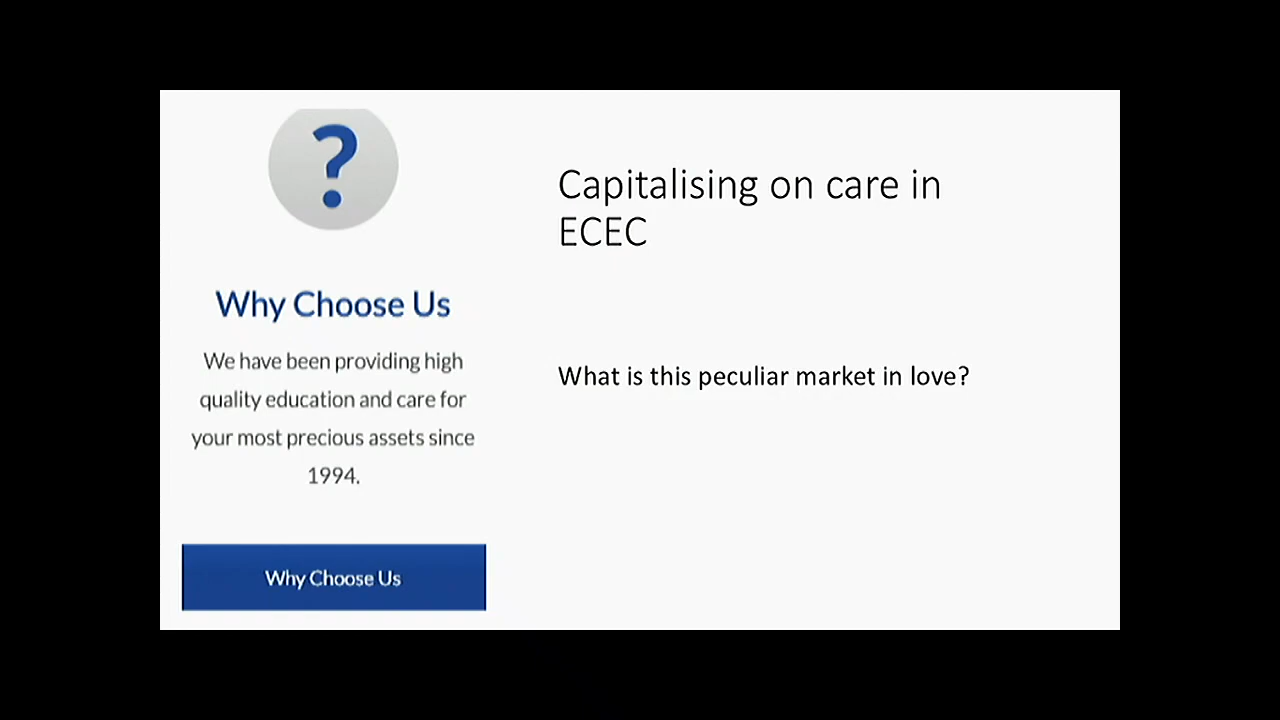 ?
Why Choose Us
We have been providing high
quality education and care for
your most precious assets since
1994.
Why Choose Us
Capitalising on care in
ECEC
What is this peculiar market in love?